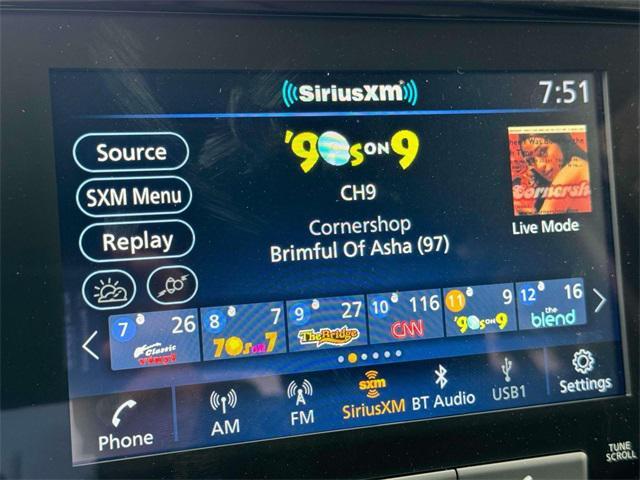 SiriusXM
7:51
Source
SXM Menu
Replay
'90s ON 9
CH9
Cornershop
Brimful Of Asha (97)
Cornersh
Live Mode
7 26 Classic
8 7 70s on 7
9 27 The Bridge
10 116 CNN
11 9 '90s ON 9
12 16 the blend
Phone
AM
FM
sxm
SiriusXM
BT Audio
USB1
Settings
TUNE
SCROLL